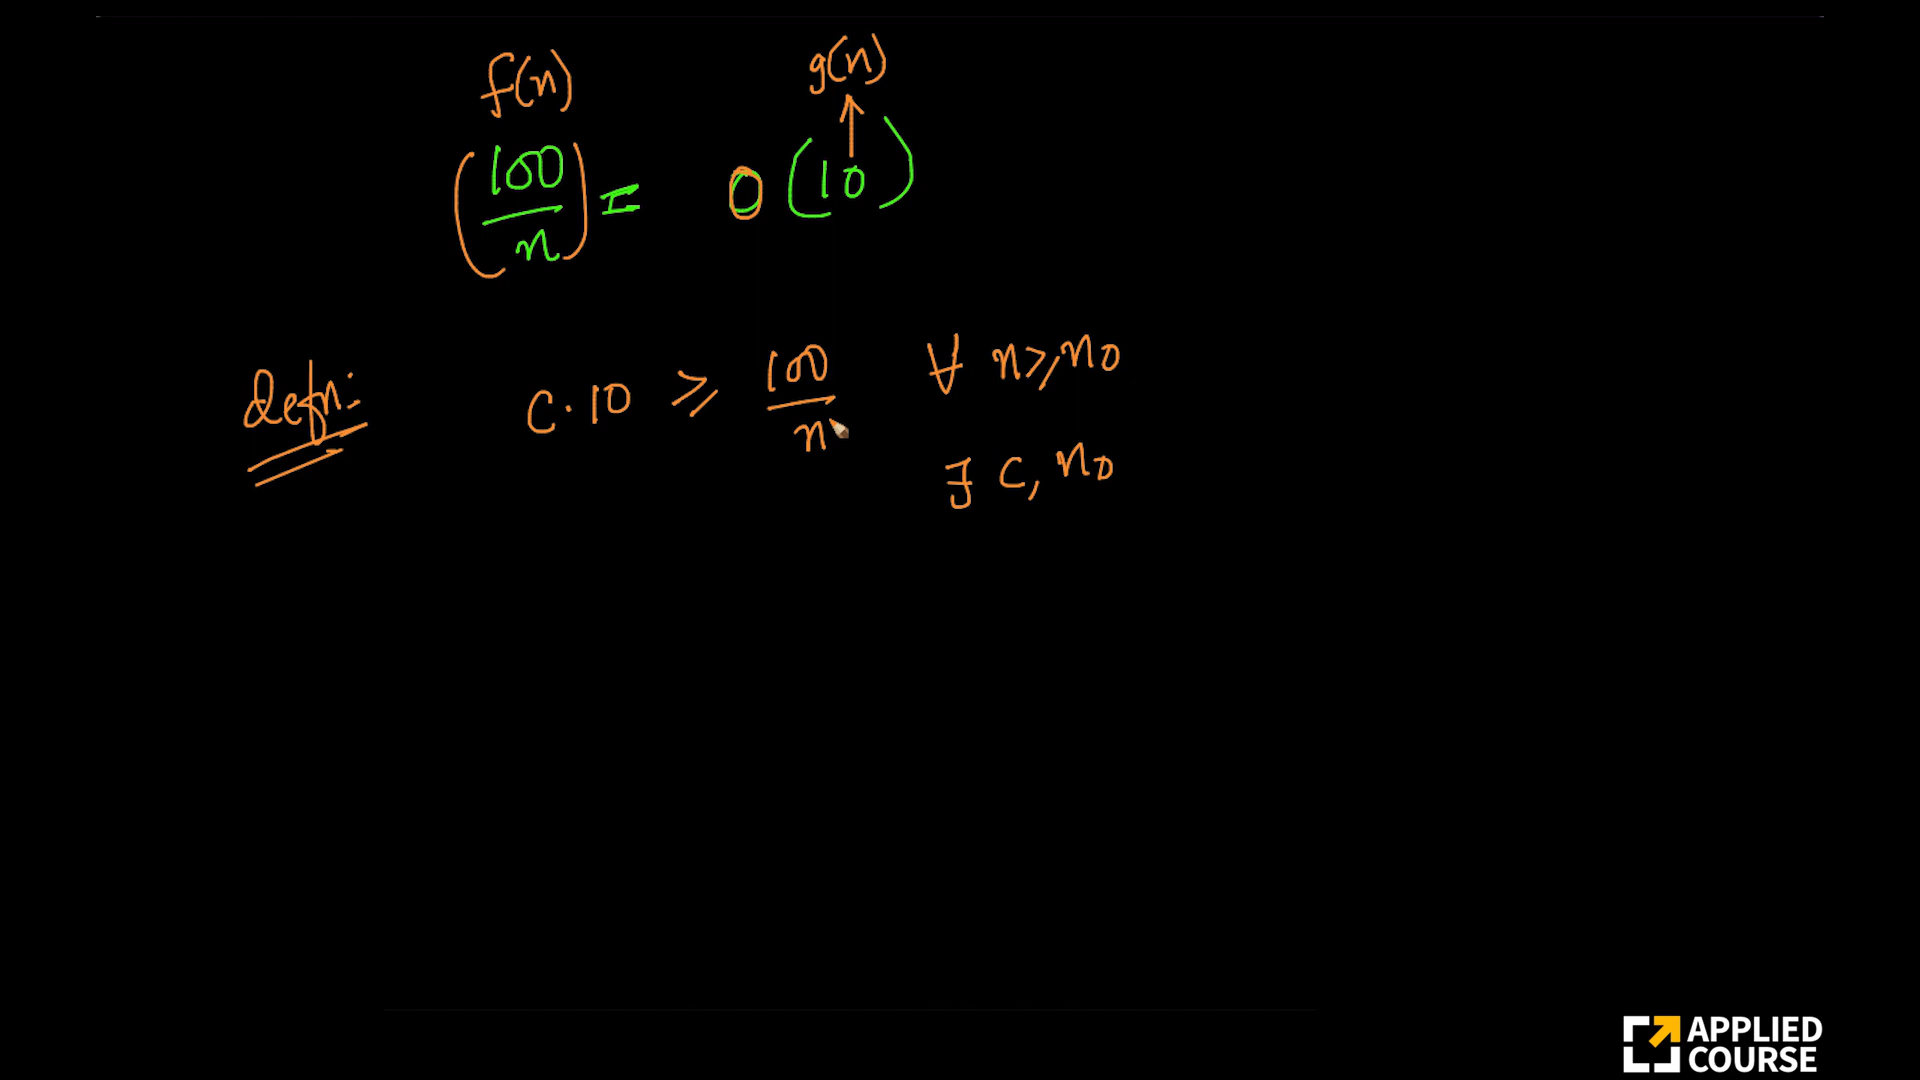 f(n) g(n)
(100/n) = O(10)
defn: c·10 ≥ 100/n ∀ n≥n0
∃ c, n0
APPLIED
COURSE